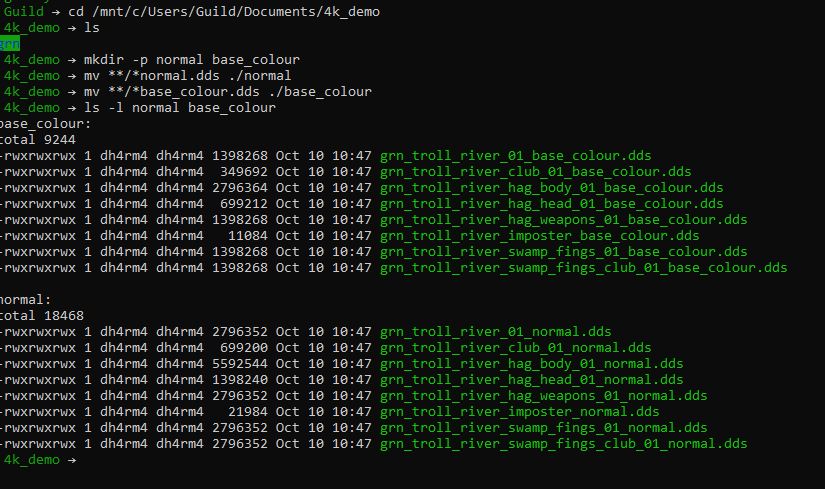 Guild → cd /mnt/c/Users/Guild/Documents/4k_demo
4k_demo → ls
grn
4k_demo → mkdir -p normal base_colour
4k_demo → mv **/*normal.dds ./normal
4k_demo → mv **/*base_colour.dds ./base_colour
4k_demo → ls -l normal base_colour
base_colour:
total 9244
-rwxrwxrwx 1 dh4rm4 dh4rm4 1398268 Oct 10 10:47 grn_troll_river_01_base_colour.dds
-rwxrwxrwx 1 dh4rm4 dh4rm4  349692 Oct 10 10:47 grn_troll_river_club_01_base_colour.dds
-rwxrwxrwx 1 dh4rm4 dh4rm4 2796364 Oct 10 10:47 grn_troll_river_hag_body_01_base_colour.dds
-rwxrwxrwx 1 dh4rm4 dh4rm4  699212 Oct 10 10:47 grn_troll_river_hag_head_01_base_colour.dds
-rwxrwxrwx 1 dh4rm4 dh4rm4 1398268 Oct 10 10:47 grn_troll_river_hag_weapons_01_base_colour.dds
-rwxrwxrwx 1 dh4rm4 dh4rm4   11084 Oct 10 10:47 grn_troll_river_imposter_base_colour.dds
-rwxrwxrwx 1 dh4rm4 dh4rm4 1398268 Oct 10 10:47 grn_troll_river_swamp_fings_01_base_colour.dds
-rwxrwxrwx 1 dh4rm4 dh4rm4 1398268 Oct 10 10:47 grn_troll_river_swamp_fings_club_01_base_colour.dds
normal:
total 18468
-rwxrwxrwx 1 dh4rm4 dh4rm4 2796352 Oct 10 10:47 grn_troll_river_01_normal.dds
-rwxrwxrwx 1 dh4rm4 dh4rm4  699200 Oct 10 10:47 grn_troll_river_club_01_normal.dds
-rwxrwxrwx 1 dh4rm4 dh4rm4 5592544 Oct 10 10:47 grn_troll_river_hag_body_01_normal.dds
-rwxrwxrwx 1 dh4rm4 dh4rm4 1398240 Oct 10 10:47 grn_troll_river_hag_head_01_normal.dds
-rwxrwxrwx 1 dh4rm4 dh4rm4 2796352 Oct 10 10:47 grn_troll_river_hag_weapons_01_normal.dds
-rwxrwxrwx 1 dh4rm4 dh4rm4   21984 Oct 10 10:47 grn_troll_river_imposter_normal.dds
-rwxrwxrwx 1 dh4rm4 dh4rm4 2796352 Oct 10 10:47 grn_troll_river_swamp_fings_01_normal.dds
-rwxrwxrwx 1 dh4rm4 dh4rm4 2796352 Oct 10 10:47 grn_troll_river_swamp_fings_club_01_normal.dds
4k_demo →